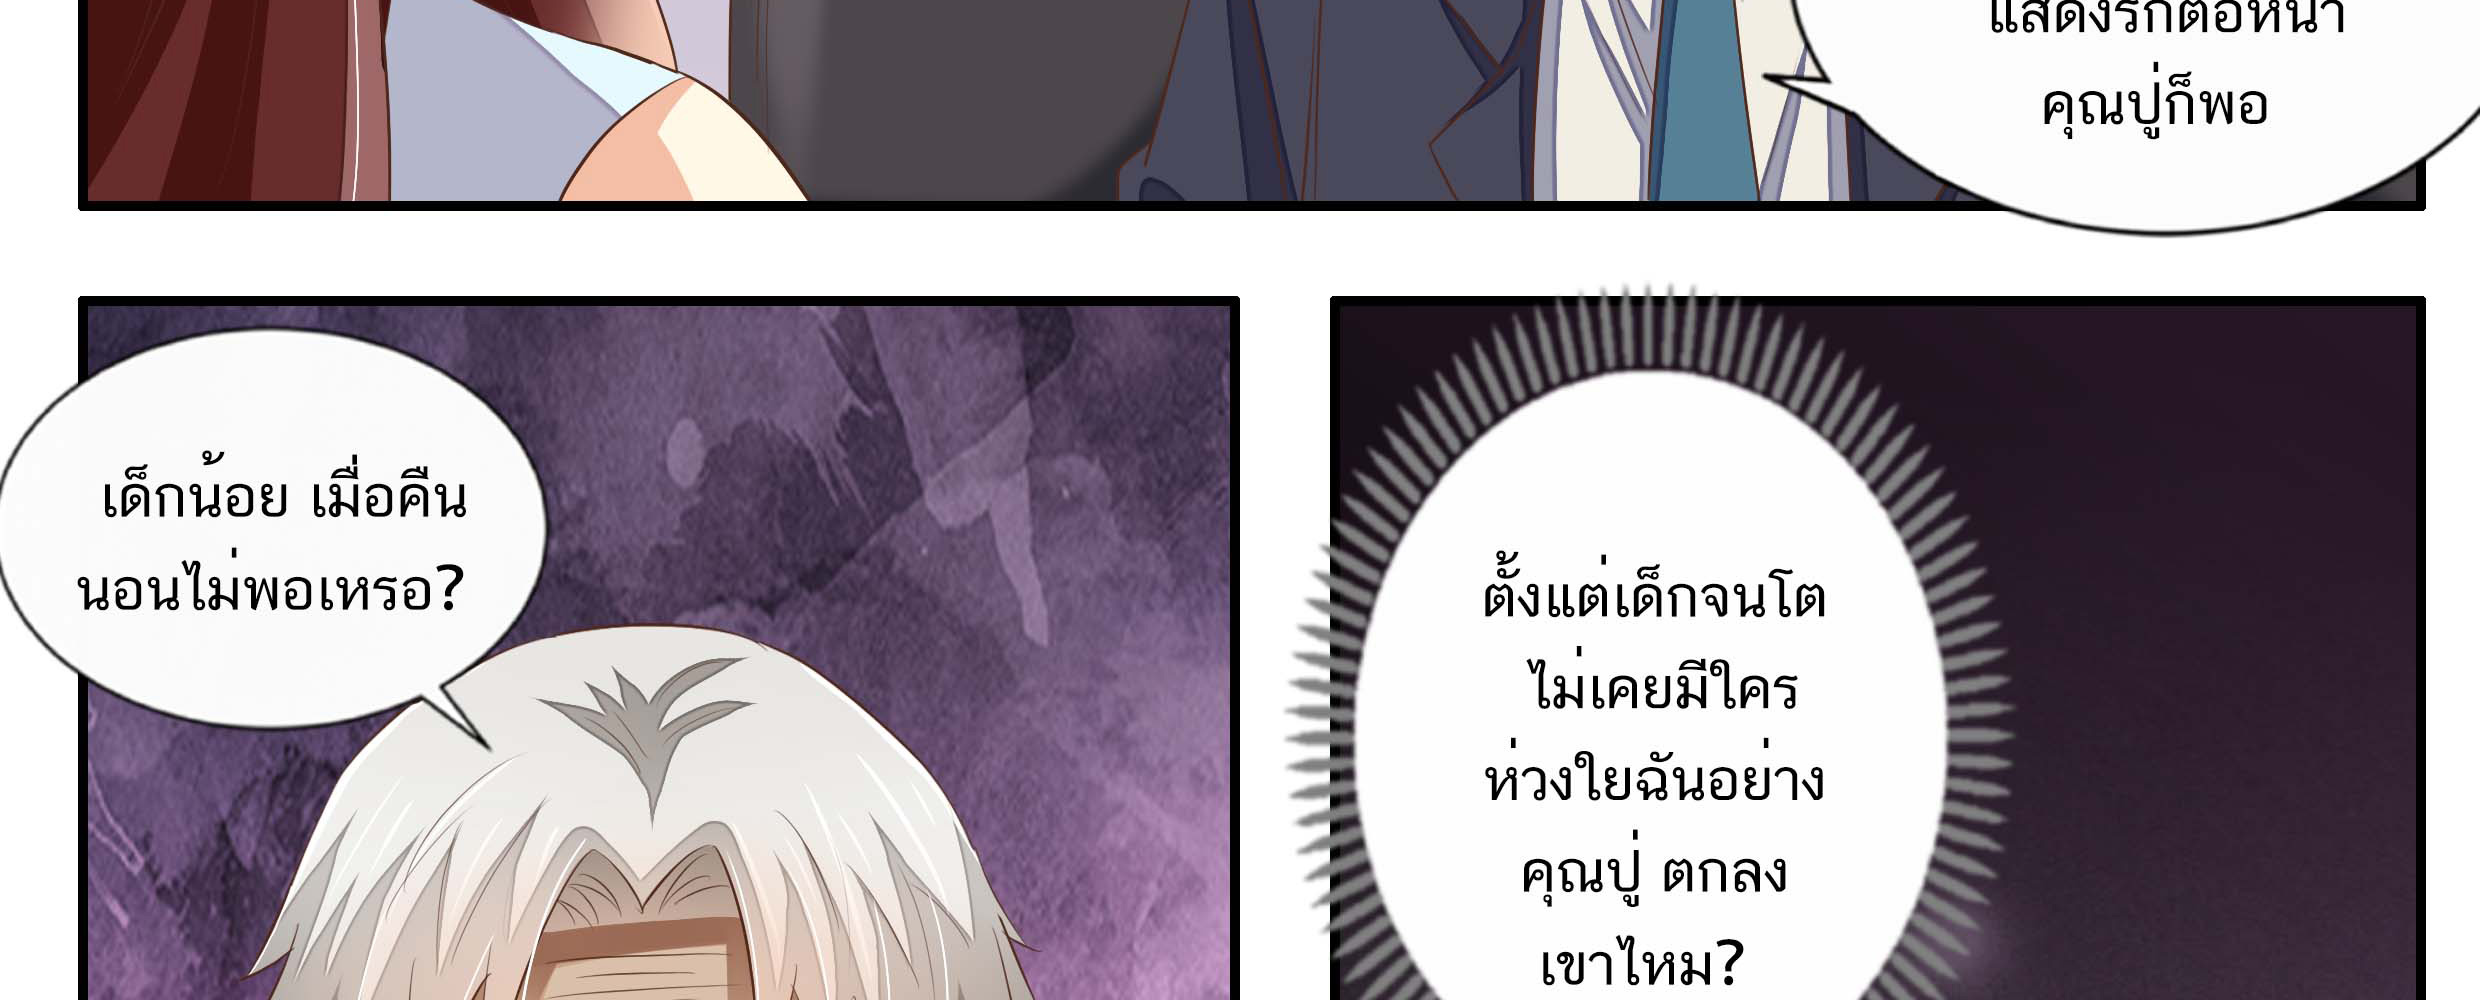 แสดงรักต่อหน้า
คุณปู่ก็พอ
เด็กน้อย เมื่อคืน
นอนไม่พอเหรอ?
ตั้งแต่เด็กจนโต
ไม่เคยมีใคร
ห่วงใยฉันอย่าง
คุณปู่ ตกลง
เขาไหม?